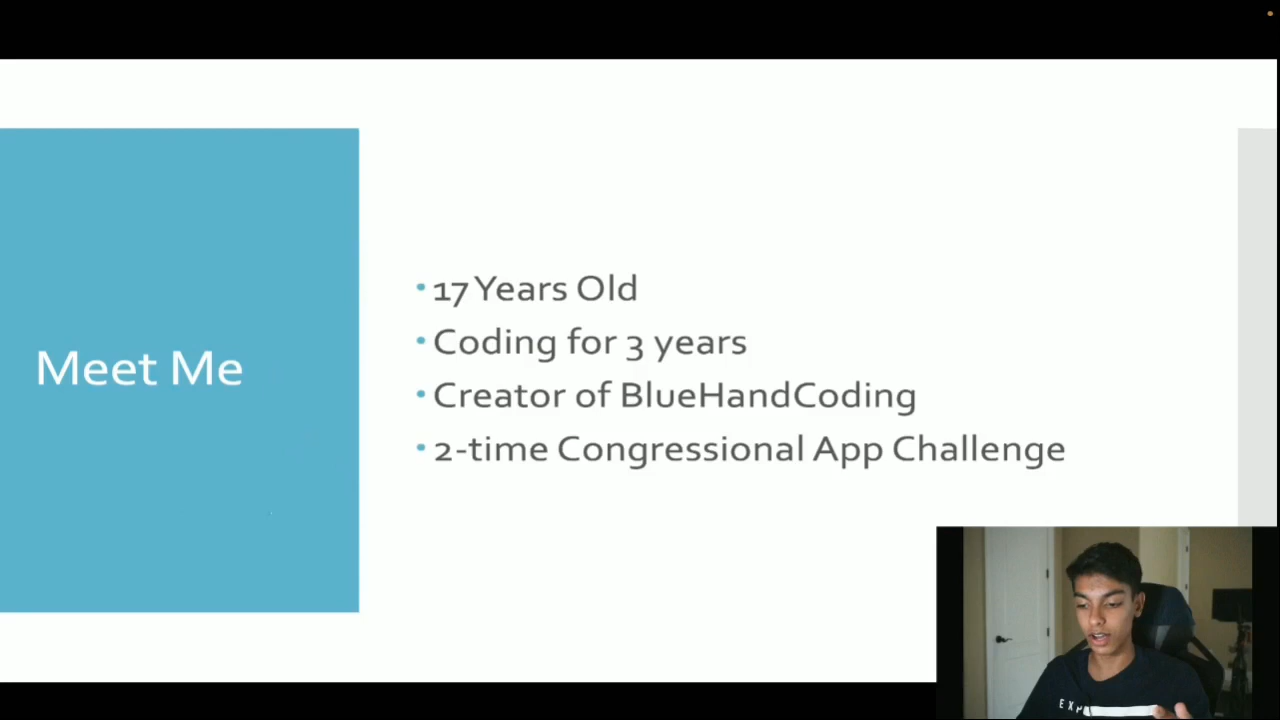 Meet Me
17 Years Old
Coding for 3 years
Creator of BlueHandCoding
2-time Congressional App Challenge